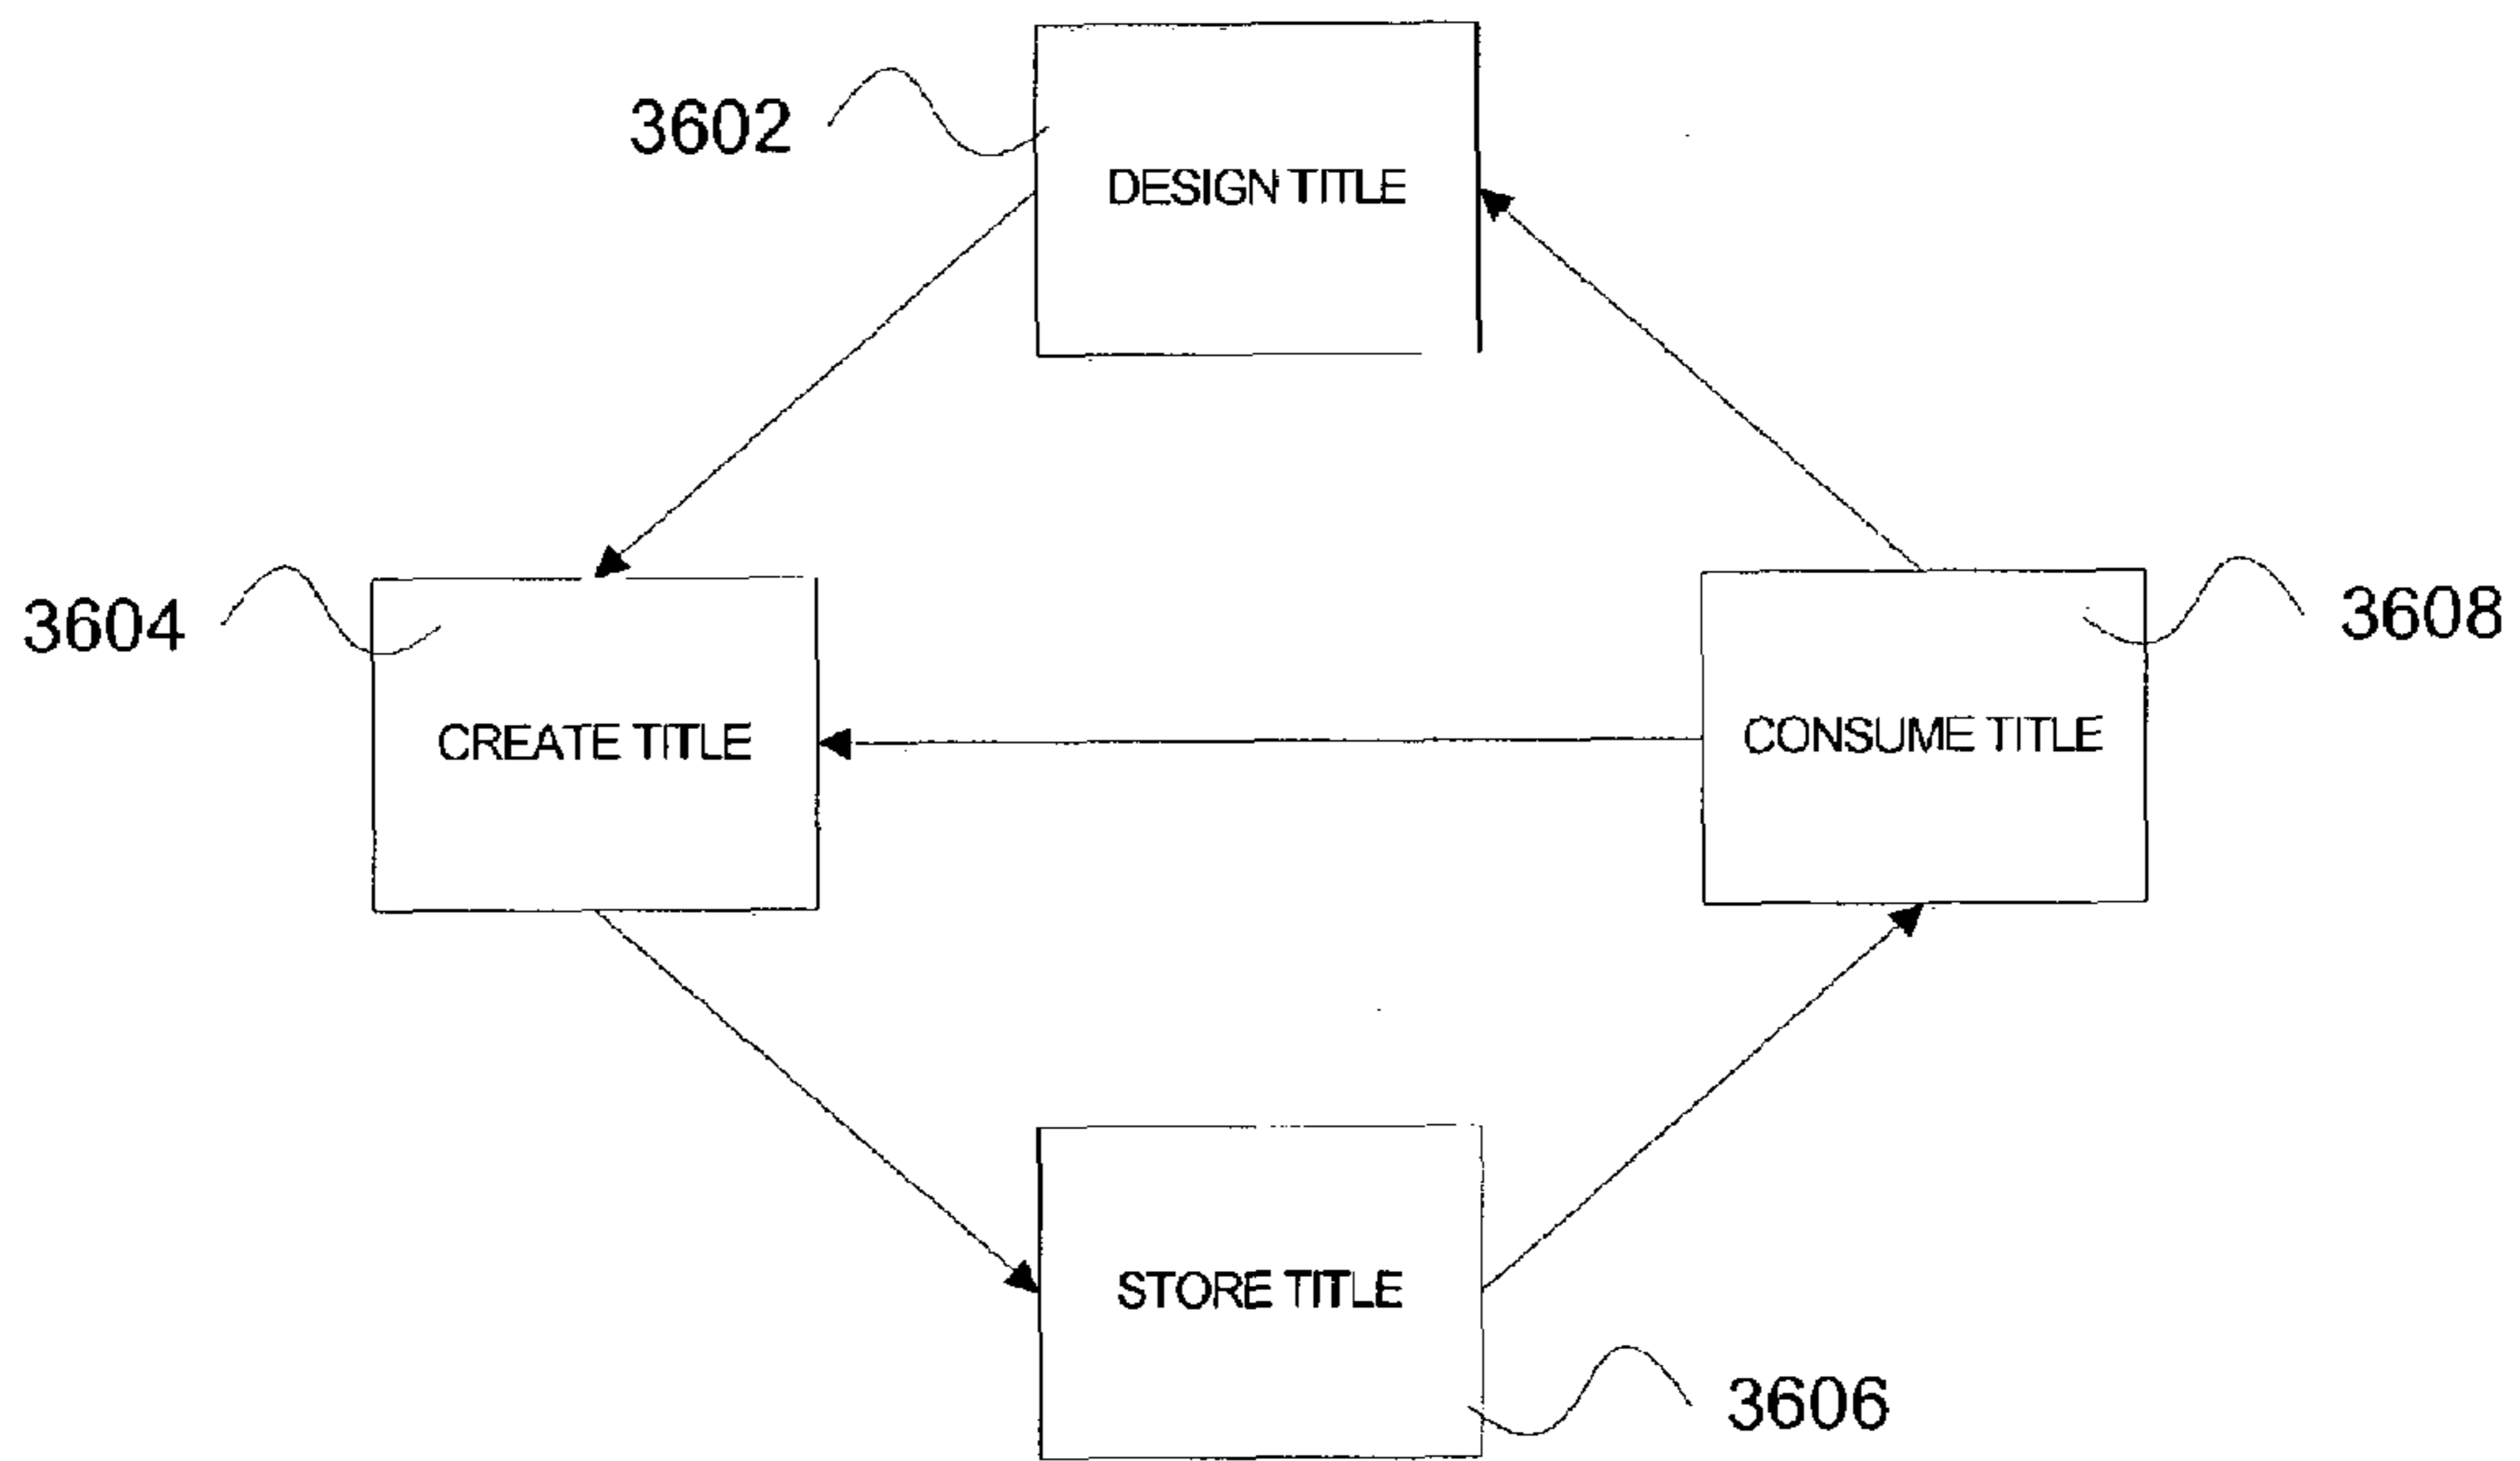 3602
DESIGN TITLE
3604
3608
CREATE TITLE
CONSUME TITLE
STORE TITLE
3606